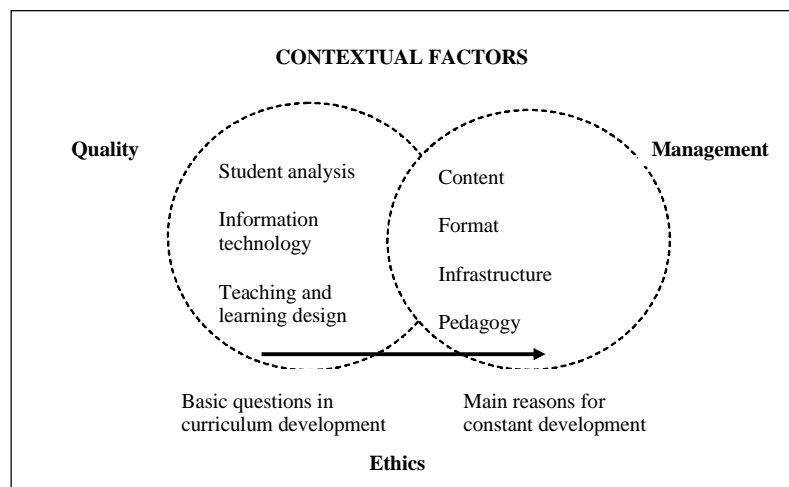 CONTEXTUAL FACTORS
Quality
Management
Student analysis
Information
technology
Teaching and
learning design
Content
Format
Infrastructure
Pedagogy
Basic questions in
curriculum development
Main reasons for
constant development
Ethics